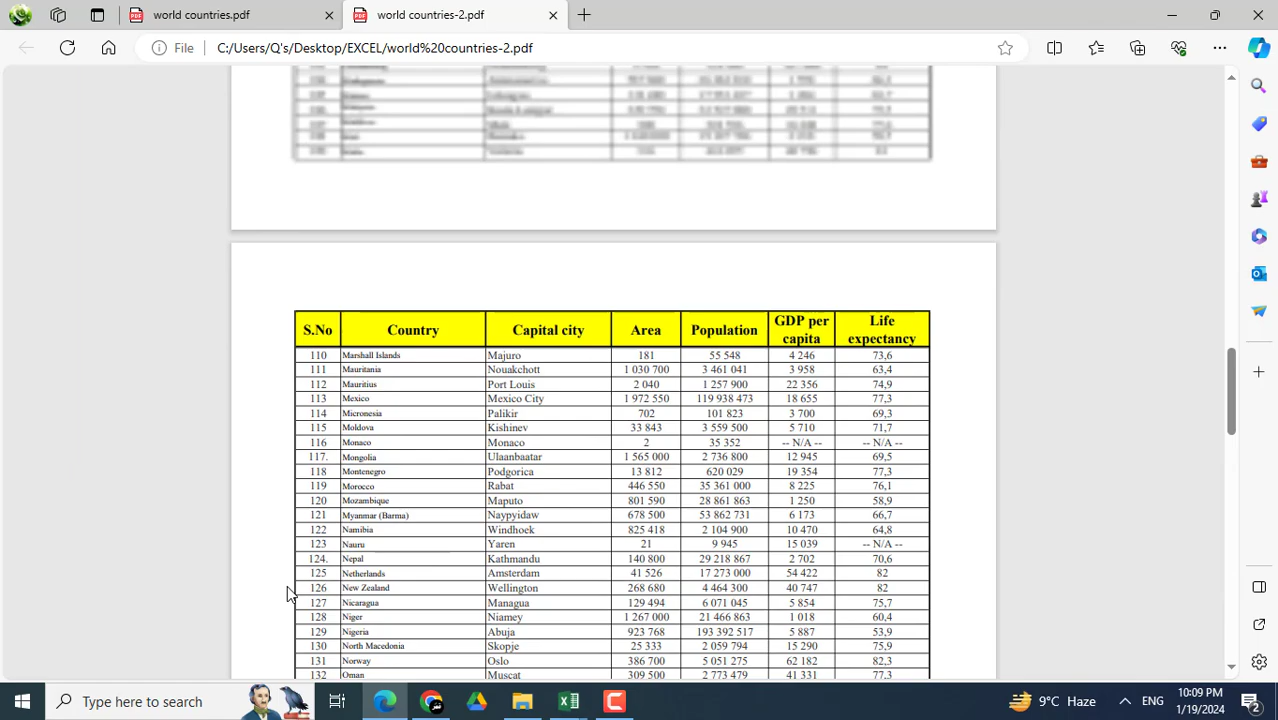 world countries.pdf
world countries-2.pdf
File C:/Users/Q's/Desktop/EXCEL/world%20countries-2.pdf
S.No Country Capital city Area Population GDP per capita Life expectancy
110 Marshall Islands Majuro 181 55 548 4 246 73,6
111 Mauritania Nouakchott 1 030 700 3 461 041 3 958 63,4
112 Mauritius Port Louis 2 040 1 257 900 22 356 74,9
113 Mexico Mexico City 1 972 550 119 938 473 18 655 77,3
114 Micronesia Palikir 702 101 823 3 700 69,3
115 Moldova Kishinev 33 843 3 559 500 5 710 71,7
116 Monaco Monaco 2 35 352 -- N/A -- -- N/A --
117. Mongolia Ulaanbaatar 1 565 000 2 736 800 12 945 69,5
118 Montenegro Podgorica 13 812 620 029 19 354 77,3
119 Morocco Rabat 446 550 35 361 000 8 225 76,1
120 Mozambique Maputo 801 590 28 861 863 1 250 58,9
121 Myanmar (Barma) Naypyidaw 678 500 53 862 731 6 173 66,7
122 Namibia Windhoek 825 418 2 104 900 10 470 64,8
123 Nauru Yaren 21 9 945 15 039 -- N/A --
124. Nepal Kathmandu 140 800 29 218 867 2 702 70,6
125 Netherlands Amsterdam 41 526 17 273 000 54 422 82
126 New Zealand Wellington 268 680 4 464 300 40 747 82
127 Nicaragua Managua 129 494 6 071 045 5 854 75,7
128 Niger Niamey 1 267 000 21 466 863 1 018 60,4
129 Nigeria Abuja 923 768 193 392 517 5 887 53,9
130 North Macedonia Skopje 25 333 2 059 794 15 290 75,9
131 Norway Oslo 386 700 5 051 275 62 182 82,3
132 Oman Muscat 309 500 2 773 479 41 331 77,3
Type here to search
9°C Haze
ENG
10:09 PM
1/19/2024
2